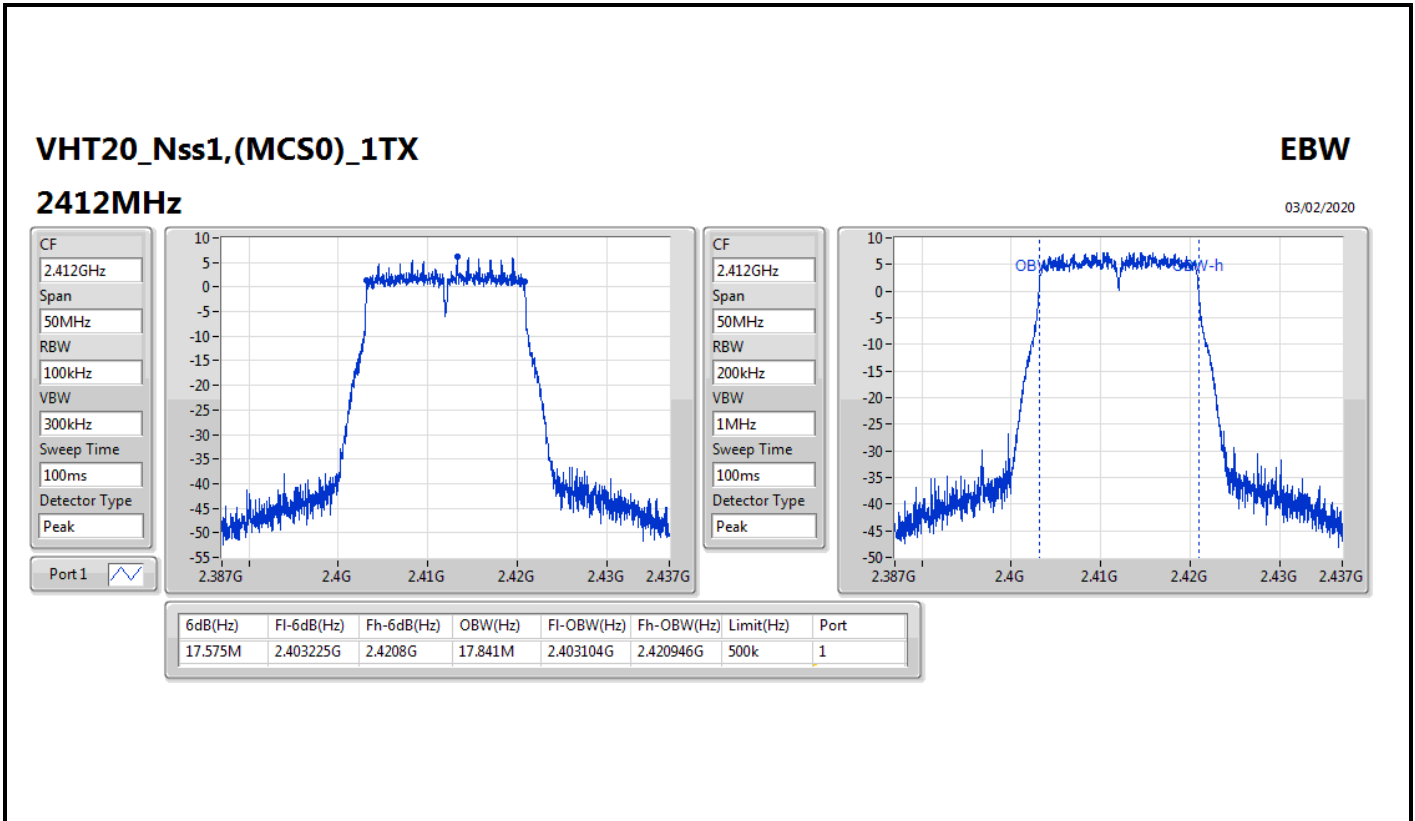 VHT20_Nss1,(MCS0)_1TX
EBW
2412MHz
03/02/2020
CF
2.412GHz
Span
50MHz
RBW
100kHz
VBW
300kHz
Sweep Time
100ms
Detector Type
Peak
Port 1
10
5
0
-5
-10
-15
-20
-25
-30
-35
-40
-45
-50
-55
2.387G 2.4G 2.41G 2.42G 2.43G 2.437G
CF
2.412GHz
Span
50MHz
RBW
200kHz
VBW
1MHz
Sweep Time
100ms
Detector Type
Peak
10
5
0
-5
-10
-15
-20
-25
-30
-35
-40
-45
-50
2.387G 2.4G 2.41G 2.42G 2.43G 2.437G
6dB(Hz) Fl-6dB(Hz) Fh-6dB(Hz) OBW(Hz) Fl-OBW(Hz) Fh-OBW(Hz) Limit(Hz) Port
17.575M 2.403225G 2.4208G 17.841M 2.403104G 2.420946G 500k 1